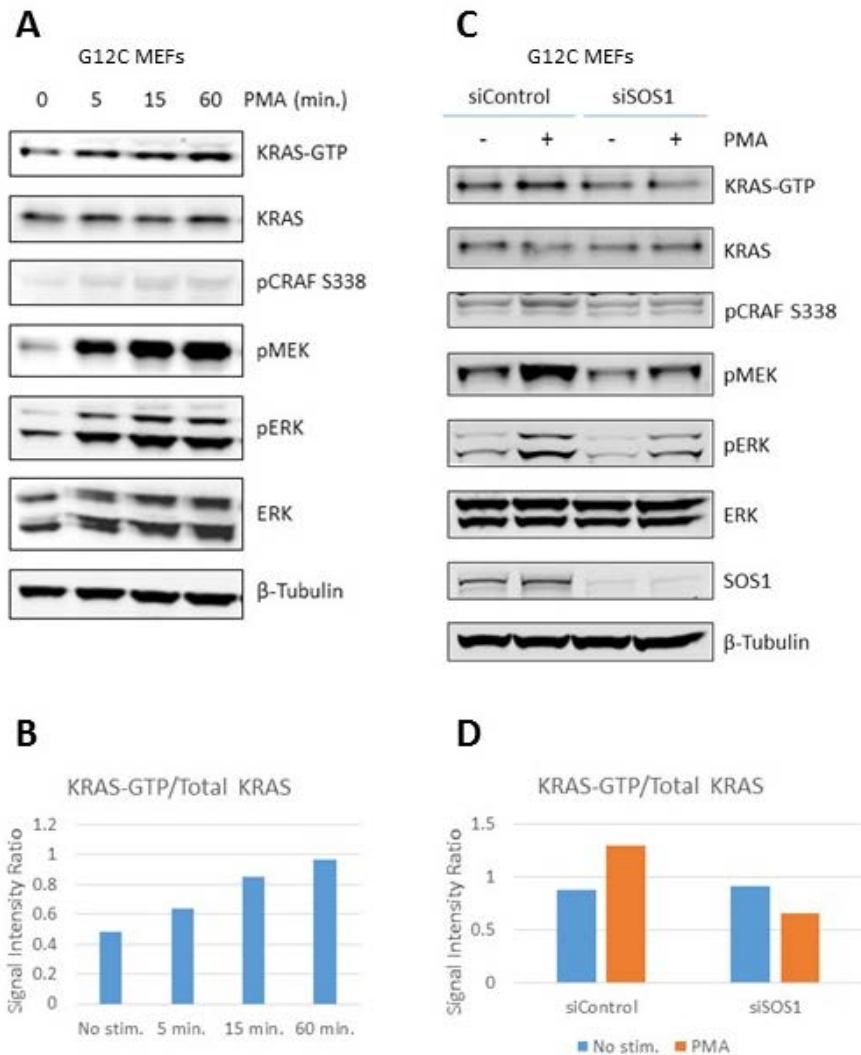 A
G12C MEFs
0 5 15 60 PMA (min.)
KRAS-GTP
KRAS
pCRAF S338
pMEK
pERK
ERK
β-Tubulin
B
KRAS-GTP/Total KRAS
Signal Intensity Ratio
1.2
1
0.8
0.6
0.4
0.2
0
No stim. 5 min. 15 min. 60 min.
C
G12C MEFs
siControl siSOS1
- + - + PMA
KRAS-GTP
KRAS
pCRAF S338
pMEK
pERK
ERK
SOS1
β-Tubulin
D
KRAS-GTP/Total KRAS
Signal Intensity Ratio
1.5
1
0.5
0
siControl siSOS1
No stim. PMA